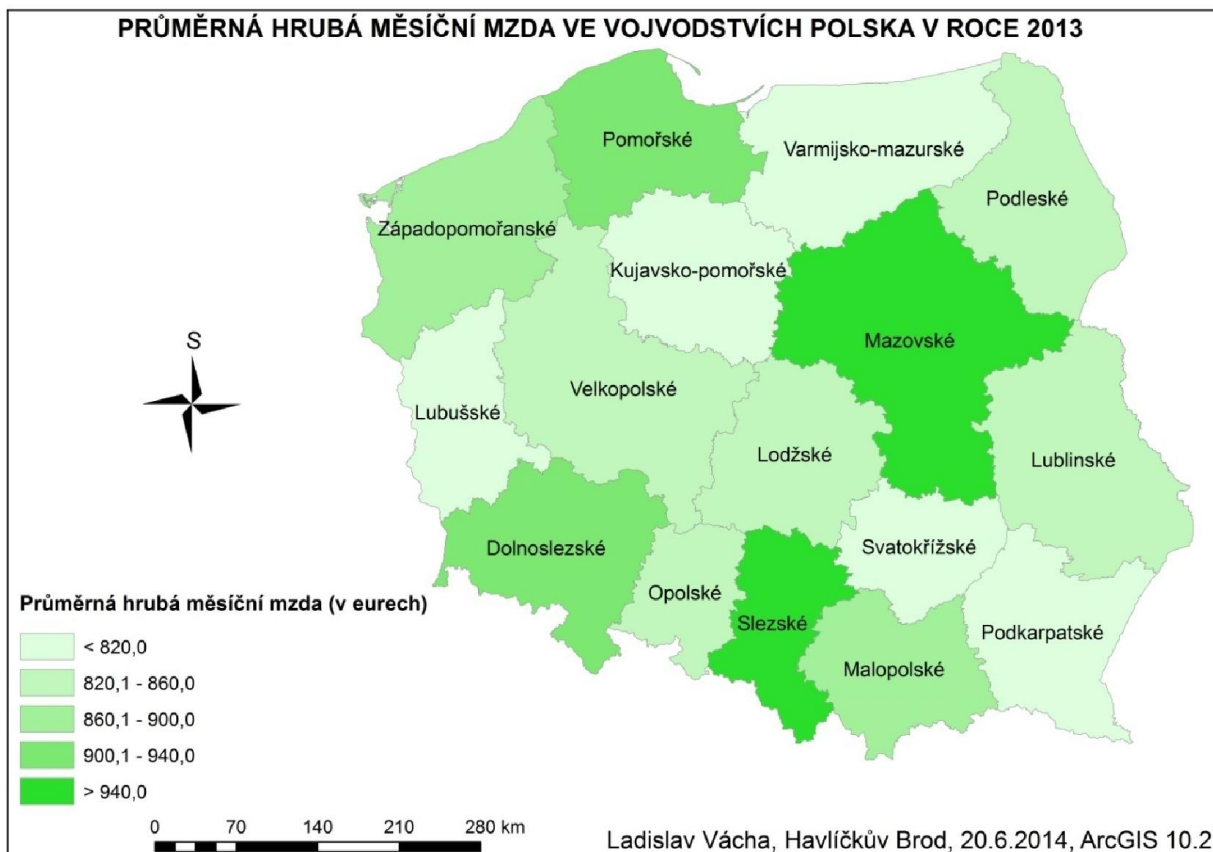 PRŮMĚRNÁ HRUBÁ MĚSÍČNÍ MZDA VE VOJVODSTVÍCH POLSKA V ROCE 2013
Pomořské
Varmijsko-mazurské
Podleské
Západopomořanské
Kujavsko-pomořské
Mazovské
S
Velkopolské
Lubušské
Lodžské
Lublinské
Dolnoslezské
Svatokřížské
Opolské
Slezské
Podkarpatské
Malopolské
Průměrná hrubá měsíční mzda (v eurech)
< 820,0
820,1 - 860,0
860,1 - 900,0
900,1 - 940,0
> 940,0
0 70 140 210 280 km
Ladislav Vácha, Havlíčkův Brod, 20.6.2014, ArcGIS 10.2